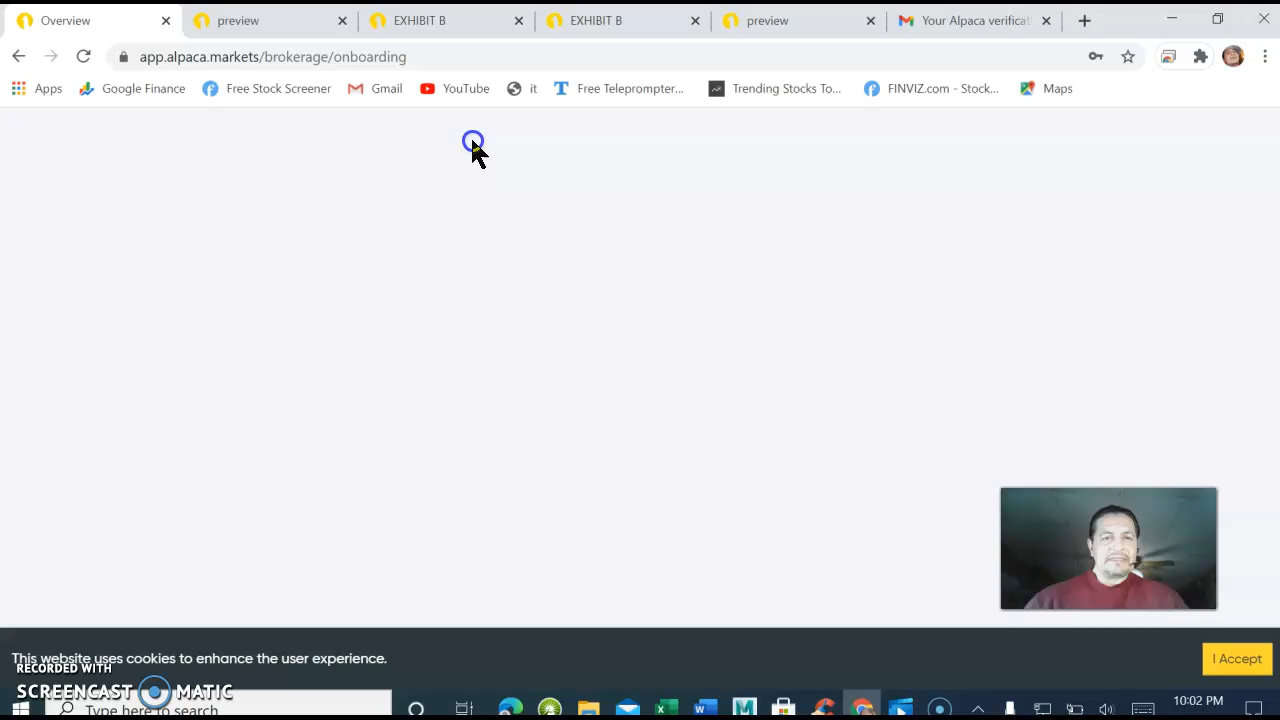 Overview
preview
EXHIBIT B
EXHIBIT B
preview
Your Alpaca verificat
app.alpaca.markets/brokerage/onboarding
Apps
Google Finance
Free Stock Screener
Gmail
YouTube
it
Free Teleprompter...
Trending Stocks To...
FINVIZ.com - Stock...
Maps
This website uses cookies to enhance the user experience.
I Accept
RECORDED WITH
SCREENCAST MATIC
Type here to search
10:02 PM